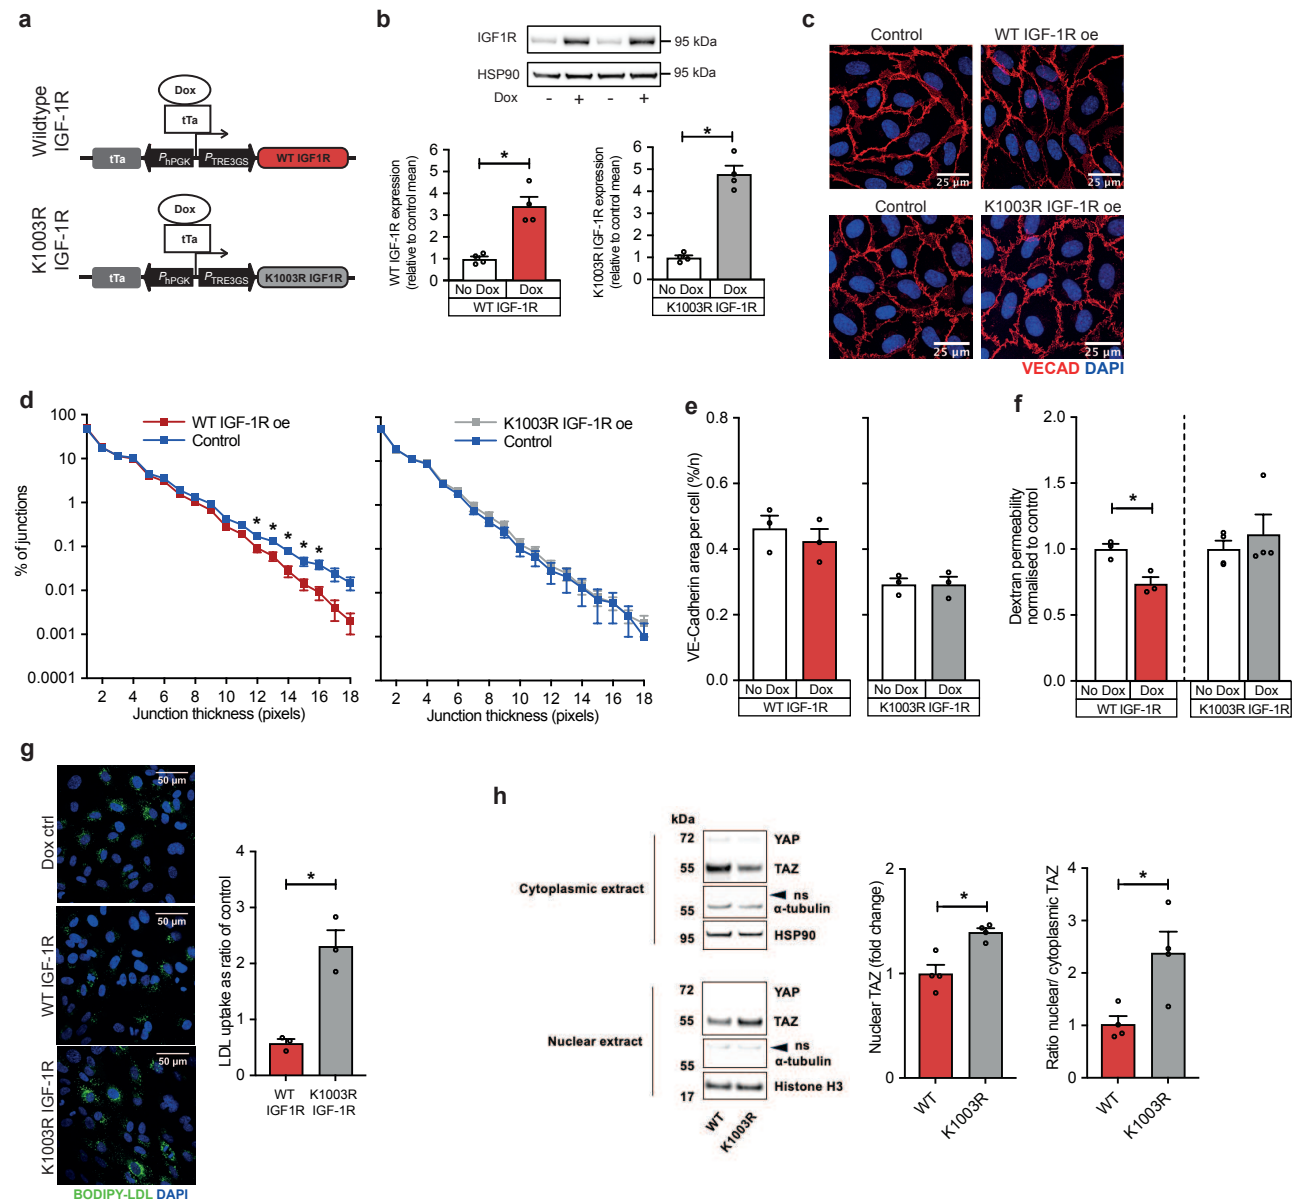 a
Wildtype
IGF-1R
Dox
tTa
tTa
PhPGK
PTRE3GS
WT IGF1R
K1003R
IGF-1R
Dox
tTa
tTa
PhPGK
PTRE3GS
K1003R IGF1R
b
IGF1R
95 kDa
HSP90
95 kDa
Dox - + - +
WT IGF-1R expression
(relative to control mean)
6
5
4
3
2
1
0
*
No Dox Dox
WT IGF-1R
K1003R IGF-1R expression
(relative to control mean)
6
5
4
3
2
1
0
*
No Dox Dox
K1003R IGF-1R
c
Control WT IGF-1R oe
25 µm 25 µm
Control K1003R IGF-1R oe
25 µm 25 µm
VECAD DAPI
d
% of junctions
100
10
1
0.1
0.01
0.001
0.0001
WT IGF-1R oe
Control
* * * * *
2 4 6 8 10 12 14 16 18
Junction thickness (pixels)
K1003R IGF-1R oe
Control
2 4 6 8 10 12 14 16 18
Junction thickness (pixels)
e
VE-Cadherin area per cell (%/n)
0.8
0.6
0.4
0.2
0.0
No Dox Dox
WT IGF-1R
No Dox Dox
K1003R IGF-1R
f
Dextran permeability
normalised to control
2.0
1.5
1.0
0.5
0.0
*
No Dox Dox
WT IGF-1R
No Dox Dox
K1003R IGF-1R
g
Dox ctrl
50 µm
WT IGF-1R
50 µm
K1003R IGF-1R
50 µm
BODIPY-LDL DAPI
LDL uptake as ratio of control
4
3
2
1
0
*
WT
IGF1R
K1003R
IGF-1R
h
kDa
Cytoplasmic extract
72 YAP
55 TAZ
ns
55 α-tubulin
95 HSP90
Nuclear extract
72 YAP
55 TAZ
ns
55 α-tubulin
17 Histone H3
WT K1003R
Nuclear TAZ (fold change)
2
1
0
*
WT K1003R
Ratio nuclear/ cytoplasmic TAZ
4
3
2
1
0
*
WT K1003R